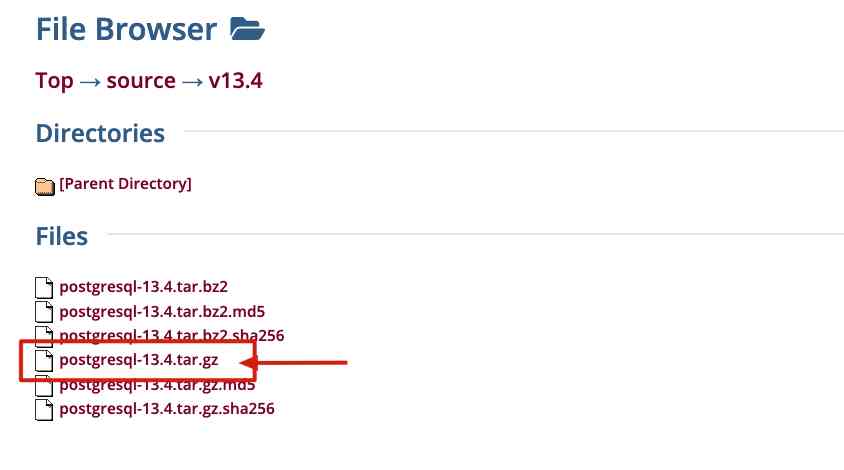 File Browser
Top → source → v13.4
Directories
[Parent Directory]
Files
postgresql-13.4.tar.bz2
postgresql-13.4.tar.bz2.md5
postgresql-13.4.tar.bz2.sha256
postgresql-13.4.tar.gz
postgresql-13.4.tar.gz.md5
postgresql-13.4.tar.gz.sha256